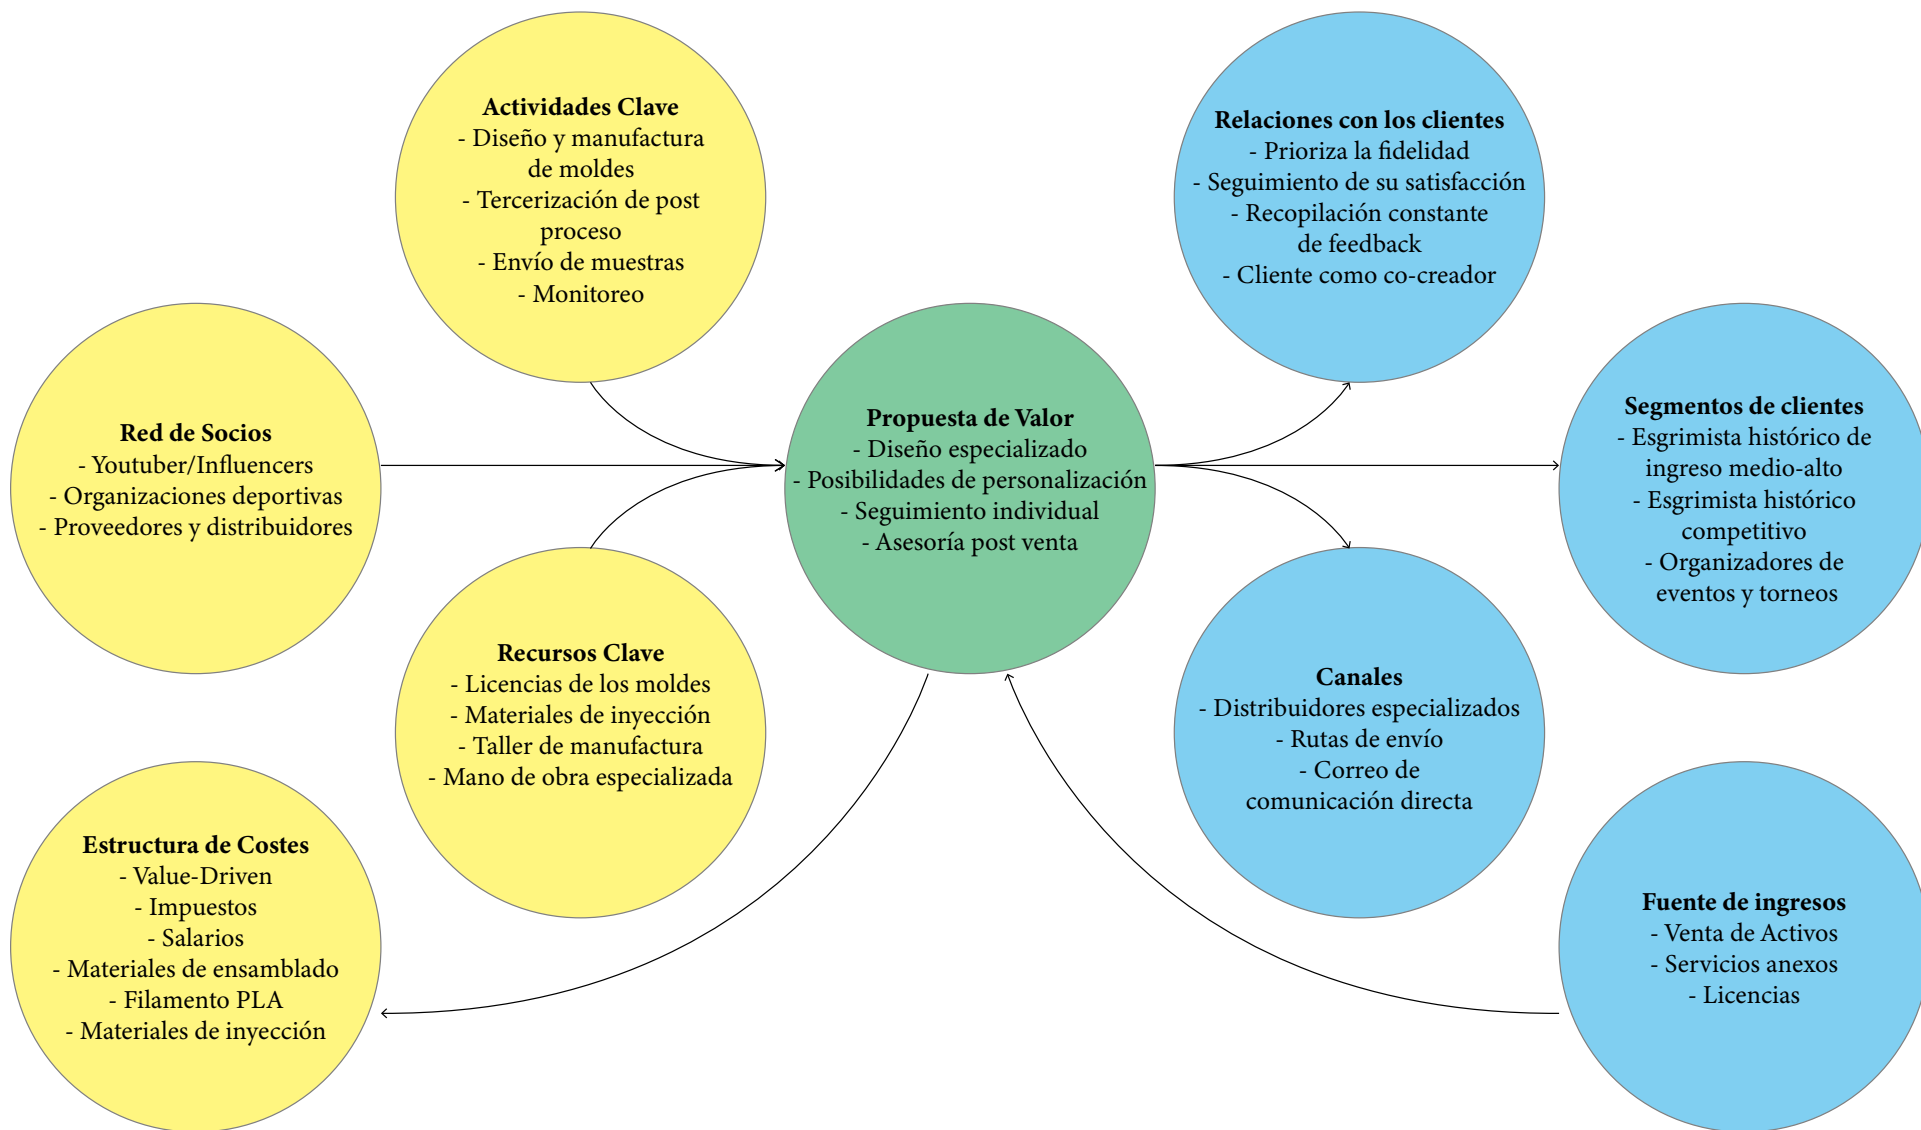 Actividades Clave
- Diseño y manufactura
de moldes
- Tercerización de post
proceso
- Envío de muestras
- Monitoreo
Relaciones con los clientes
- Prioriza la fidelidad
- Seguimiento de su satisfacción
- Recopilación constante
de feedback
- Cliente como co-creador
Red de Socios
- Youtuber/Influencers
- Organizaciones deportivas
- Proveedores y distribuidores
Propuesta de Valor
- Diseño especializado
- Posibilidades de personalización
- Seguimiento individual
- Asesoría post venta
Segmentos de clientes
- Esgrimista histórico de
ingreso medio-alto
- Esgrimista histórico
competitivo
- Organizadores de
eventos y torneos
Recursos Clave
- Licencias de los moldes
- Materiales de inyección
- Taller de manufactura
- Mano de obra especializada
Canales
- Distribuidores especializados
- Rutas de envío
- Correo de
comunicación directa
Estructura de Costes
- Value-Driven
- Impuestos
- Salarios
- Materiales de ensamblado
- Filamento PLA
- Materiales de inyección
Fuente de ingresos
- Venta de Activos
- Servicios anexos
- Licencias